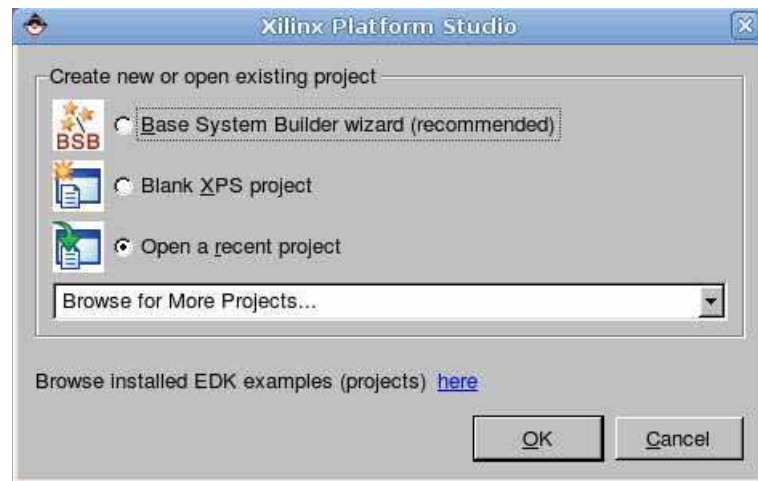 Xilinx Platform Studio
Create new or open existing project
BSB
Base System Builder wizard (recommended)
Blank XPS project
Open a recent project
Browse for More Projects...
Browse installed EDK examples (projects) here
OK
Cancel